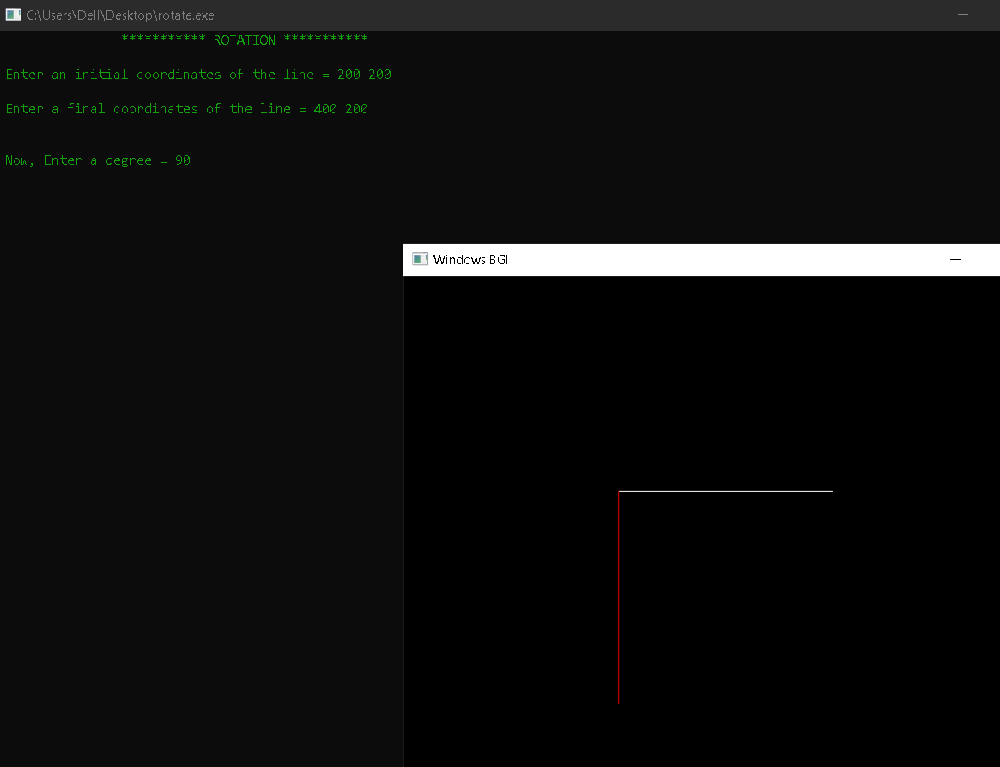 C:\Users\Dell\Desktop\rotate.exe
*********** ROTATION ***********
Enter an initial coordinates of the line = 200 200
Enter a final coordinates of the line = 400 200
Now, Enter a degree = 90
Windows BGI